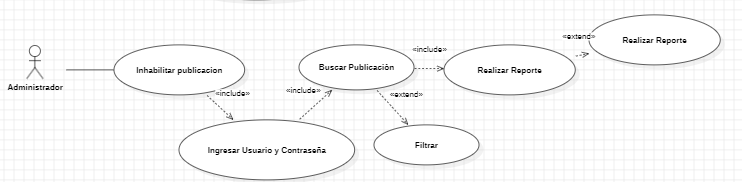 Administrador
Inhabilitar publicacion
«include»
Ingresar Usuario y Contraseña
«include»
Buscar Publicación
«include»
Realizar Reporte
«extend»
Filtrar
«extend»
Realizar Reporte